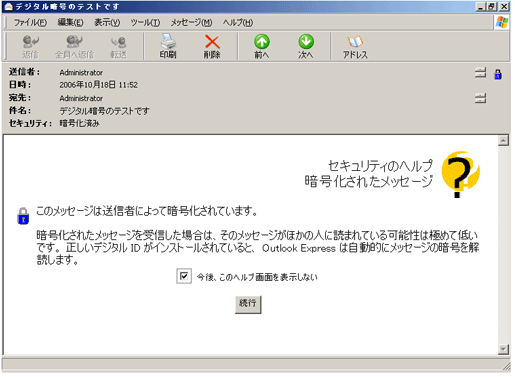 デジタル暗号のテストです
ファイル(F) 編集(E) 表示(V) ツール(T) メッセージ(M) ヘルプ(H)
返信 全員へ返信 転送 印刷 削除 前へ 次へ アドレス
送信者: Administrator
日時: 2006年10月18日 11:52
宛先: Administrator
件名: デジタル暗号のテストです
セキュリティ: 暗号化済み
セキュリティのヘルプ
暗号化されたメッセージ
このメッセージは送信者によって暗号化されています。
暗号化されたメッセージを受信した場合は、そのメッセージがほかの人に読まれている可能性は極めて低い
です。正しいデジタル ID がインストールされていると、Outlook Express は自動的にメッセージの暗号を解
読します。
今後、このヘルプ画面を表示しない
続行